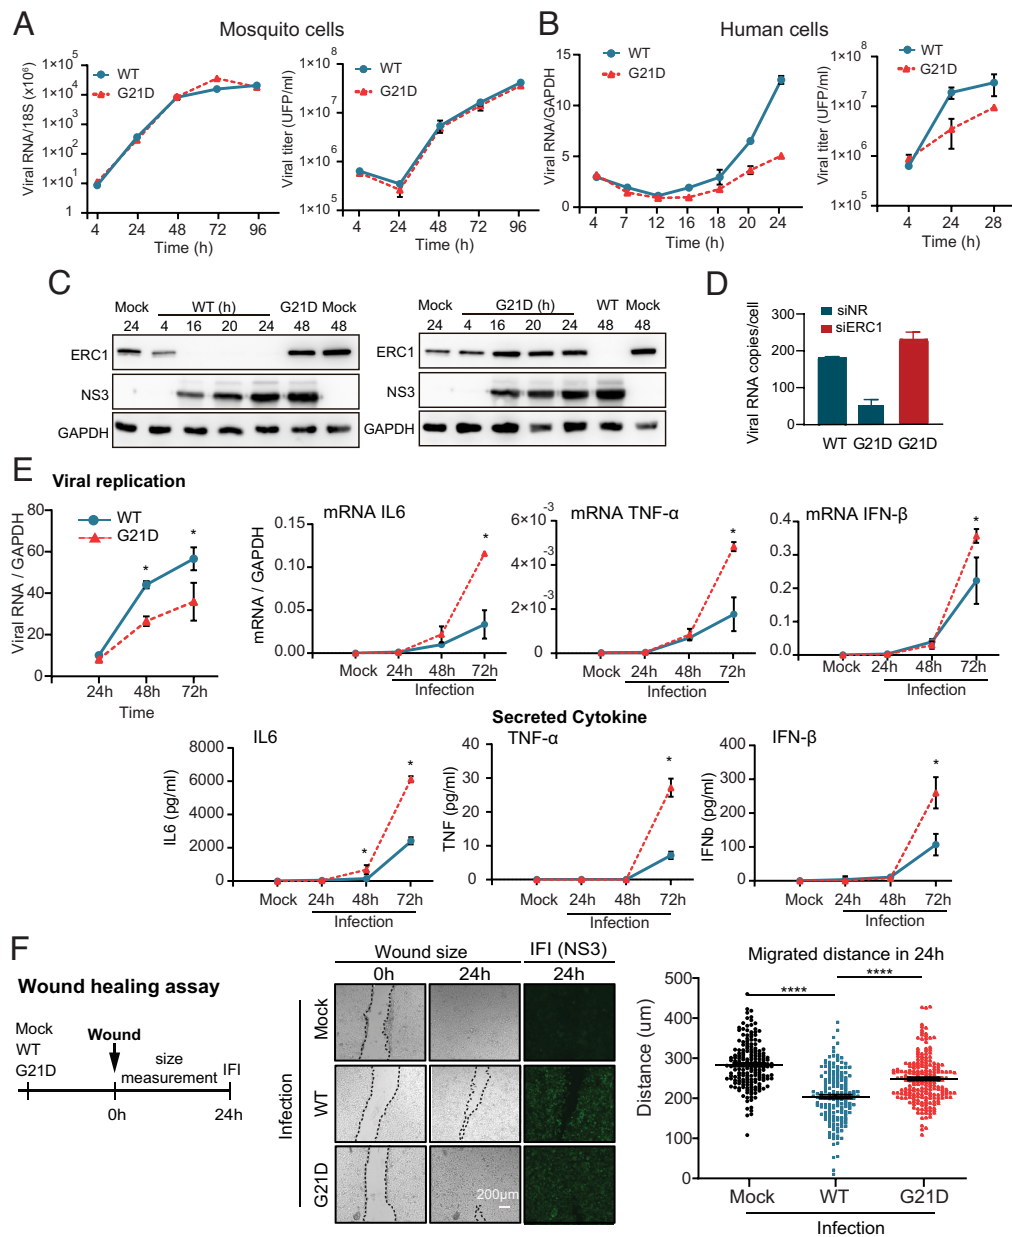 A
Mosquito cells
1×10⁵
1×10⁴
1×10³
1×10²
1×10¹
1
Viral RNA/18S (x10⁶)
WT
G21D
4 24 48 72 96
Time (h)
1×10⁸
1×10⁷
1×10⁶
1×10⁵
Viral titer (UFP/ml)
WT
G21D
4 24 48 72 96
Time (h)
B
Human cells
15
10
5
0
Viral RNA/GAPDH
WT
G21D
4 7 12 16 18 20 24
Time (h)
1×10⁸
1×10⁷
1×10⁶
1×10⁵
Viral titer (UFP/ml)
WT
G21D
4 24 28
Time (h)
C
Mock WT (h) G21D Mock
24 4 16 20 24 48 48
ERC1
NS3
GAPDH
Mock G21D (h) WT Mock
24 4 16 20 24 48 48
ERC1
NS3
GAPDH
D
siNR
siERC1
300
200
100
0
Viral RNA copies/cell
WT G21D G21D
E
Viral replication
80
60
40
20
0
Viral RNA / GAPDH
WT
G21D
*
*
24h 48h 72h
Time
mRNA IL6
0.15
0.10
0.05
0.00
mRNA / GAPDH
*
Mock 24h 48h 72h
Infection
mRNA TNF-α
6×10⁻³
4×10⁻³
2×10⁻³
0
*
Mock 24h 48h 72h
Infection
mRNA IFN-β
0.4
0.3
0.2
0.1
0.0
*
Mock 24h 48h 72h
Infection
Secreted Cytokine
IL6
8000
6000
4000
2000
0
IL6 (pg/ml)
*
*
Mock 24h 48h 72h
Infection
TNF-α
40
30
20
10
0
TNF (pg/ml)
*
Mock 24h 48h 72h
Infection
IFN-β
400
300
200
100
0
IFNb (pg/ml)
*
Mock 24h 48h 72h
Infection
F
Wound healing assay
Mock
WT
G21D
Wound
size
measurement
IFI
0h
24h
Wound size IFI (NS3)
0h 24h 24h
Infection
Mock
WT
G21D
200µm
Migrated distance in 24h
500
400
300
200
100
0
Distance (um)
****
****
Mock WT G21D
Infection